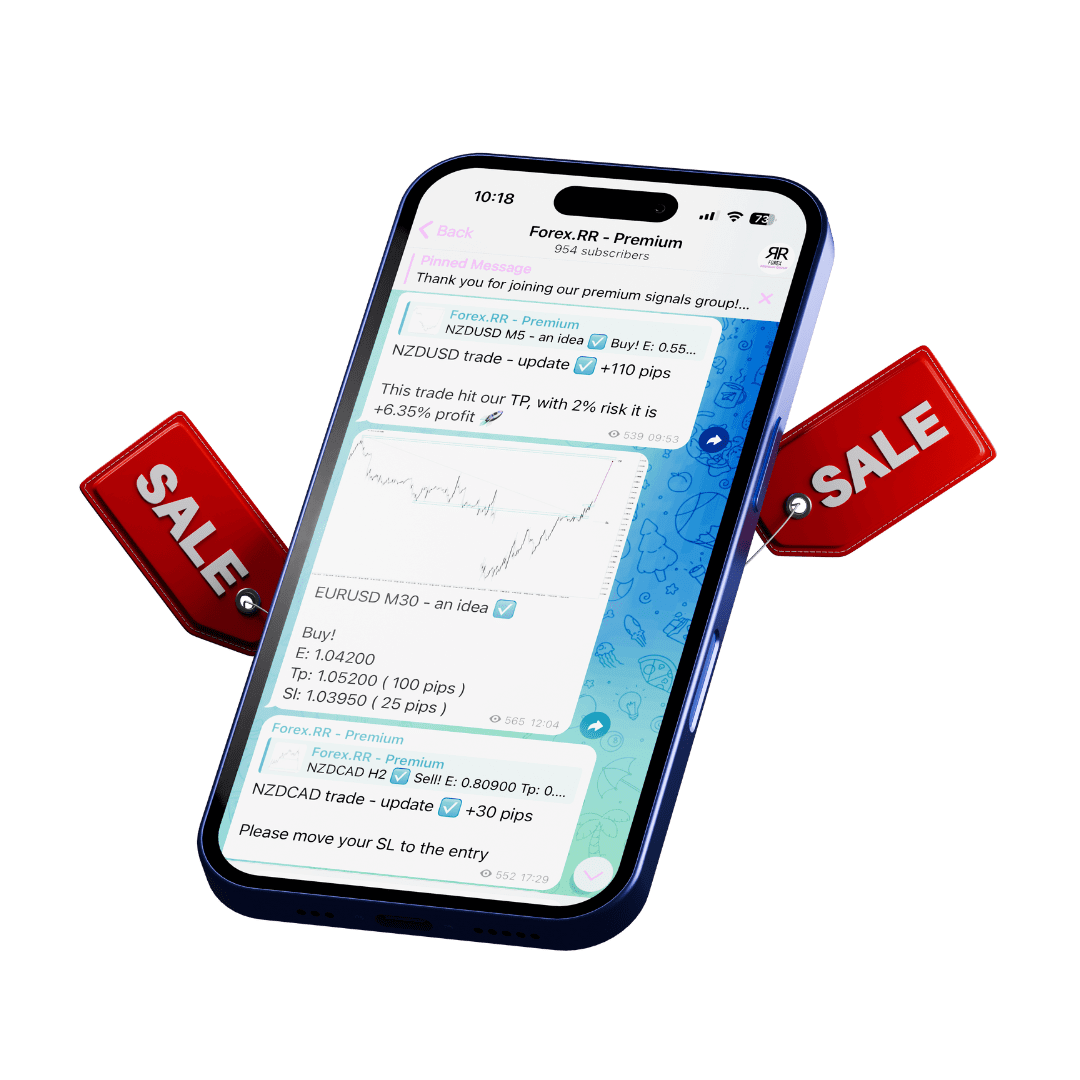 10:18
73
Back
Forex.RR - Premium
954 subscribers
RR
FOREX
Pinned Message
Thank you for joining our premium signals group!...
Forex.RR - Premium
NZDUSD M5 - an idea ✅ Buy! E: 0.55...
NZDUSD trade - update ✅ +110 pips
This trade hit our TP, with 2% risk it is
+6.35% profit 🚀
539 09:53
EURUSD M30 - an idea ✅
Buy!
E: 1.04200
Tp: 1.05200 ( 100 pips )
Sl: 1.03950 ( 25 pips )
565 12:04
Forex.RR - Premium
Forex.RR - Premium
NZDCAD H2 ✅ Sell! E: 0.80900 Tp: 0....
NZDCAD trade - update ✅ +30 pips
Please move your SL to the entry
552 17:29
SALE
SALE